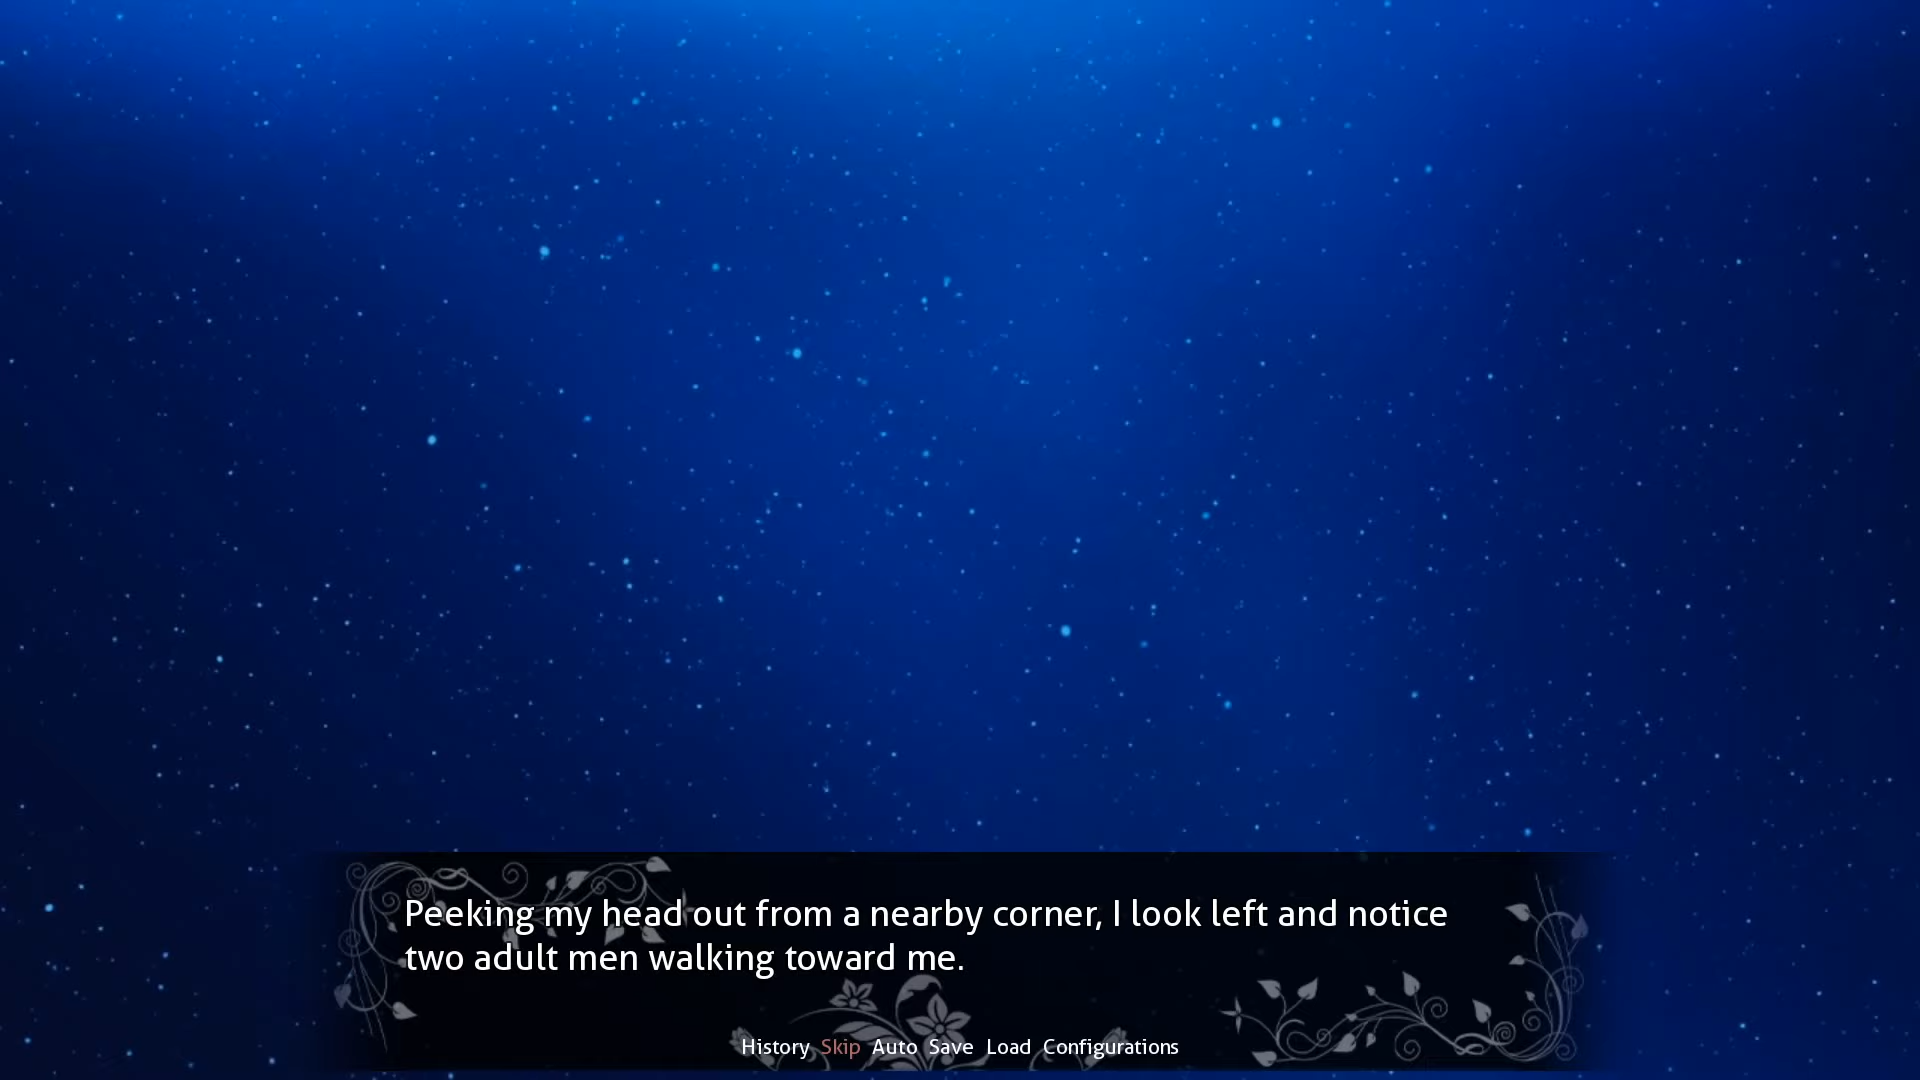 Peeking my head out from a nearby corner, I look left and notice
two adult men walking toward me.
History Skip Auto Save Load Configurations